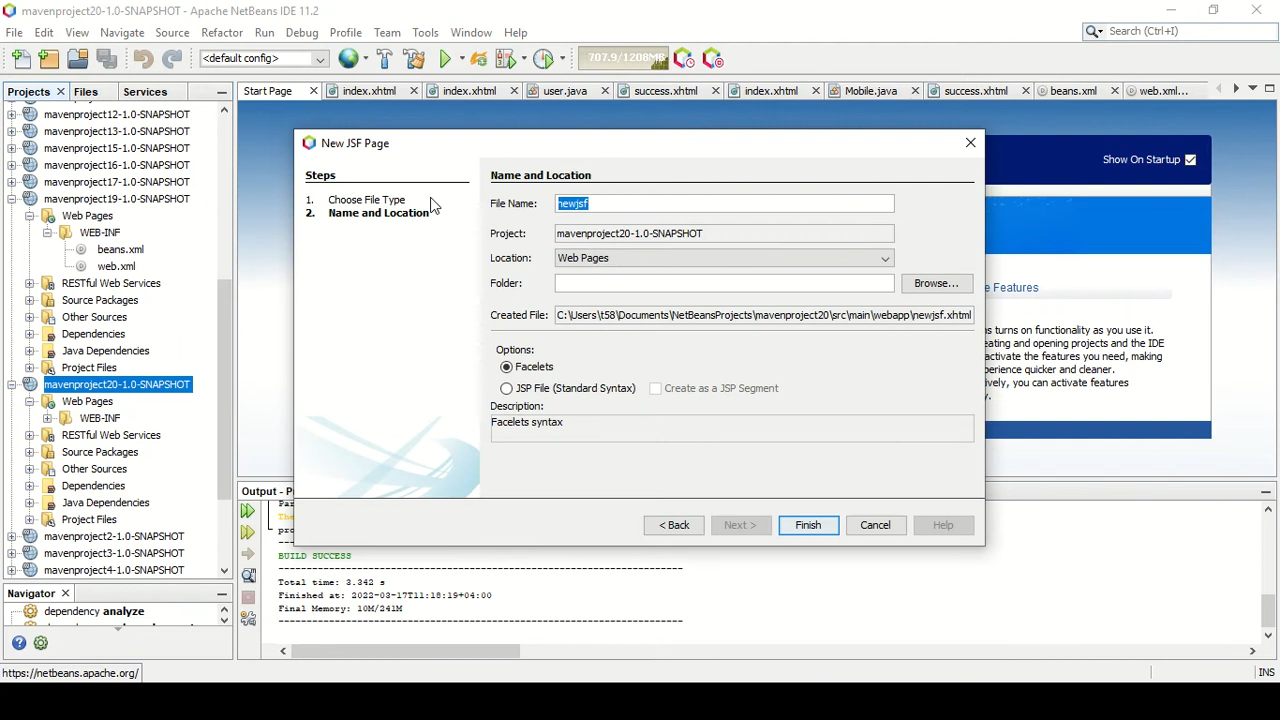 mavenproject20-1.0-SNAPSHOT - Apache NetBeans IDE 11.2
File Edit View Navigate Source Refactor Run Debug Profile Team Tools Window Help
Search (Ctrl+I)
<default config>
707.9/1208MB
Projects
Files
Services
Start Page
index.xhtml
index.xhtml
user.java
success.xhtml
index.xhtml
Mobile.java
success.xhtml
beans.xml
web.xml...
mavenproject12-1.0-SNAPSHOT
mavenproject13-1.0-SNAPSHOT
mavenproject15-1.0-SNAPSHOT
mavenproject16-1.0-SNAPSHOT
mavenproject17-1.0-SNAPSHOT
mavenproject19-1.0-SNAPSHOT
Web Pages
WEB-INF
beans.xml
web.xml
RESTful Web Services
Source Packages
Other Sources
Dependencies
Java Dependencies
Project Files
mavenproject20-1.0-SNAPSHOT
Web Pages
WEB-INF
RESTful Web Services
Source Packages
Other Sources
Dependencies
Java Dependencies
Project Files
mavenproject2-1.0-SNAPSHOT
mavenproject3-1.0-SNAPSHOT
mavenproject4-1.0-SNAPSHOT
Navigator
dependency analyze
https://netbeans.apache.org/
New JSF Page
Steps
1. Choose File Type
2. Name and Location
Name and Location
File Name: newjsf
Project: mavenproject20-1.0-SNAPSHOT
Location: Web Pages
Folder:
Browse...
Created File: C:\Users\t58\Documents\NetBeansProjects\mavenproject20\src\main\webapp\newjsf.xhtml
Options:
Facelets
JSP File (Standard Syntax)
Create as a JSP Segment
Description:
Facelets syntax
< Back
Next >
Finish
Cancel
Help
Show On Startup
e Features
s turns on functionality as you use it.
eating and opening projects and the IDE
activate the features you need, making
xperience quicker and cleaner.
ively, you can activate features
Output - P
BUILD SUCCESS
Total time: 3.342 s
Finished at: 2022-03-17T11:18:19+04:00
Final Memory: 10M/241M
INS